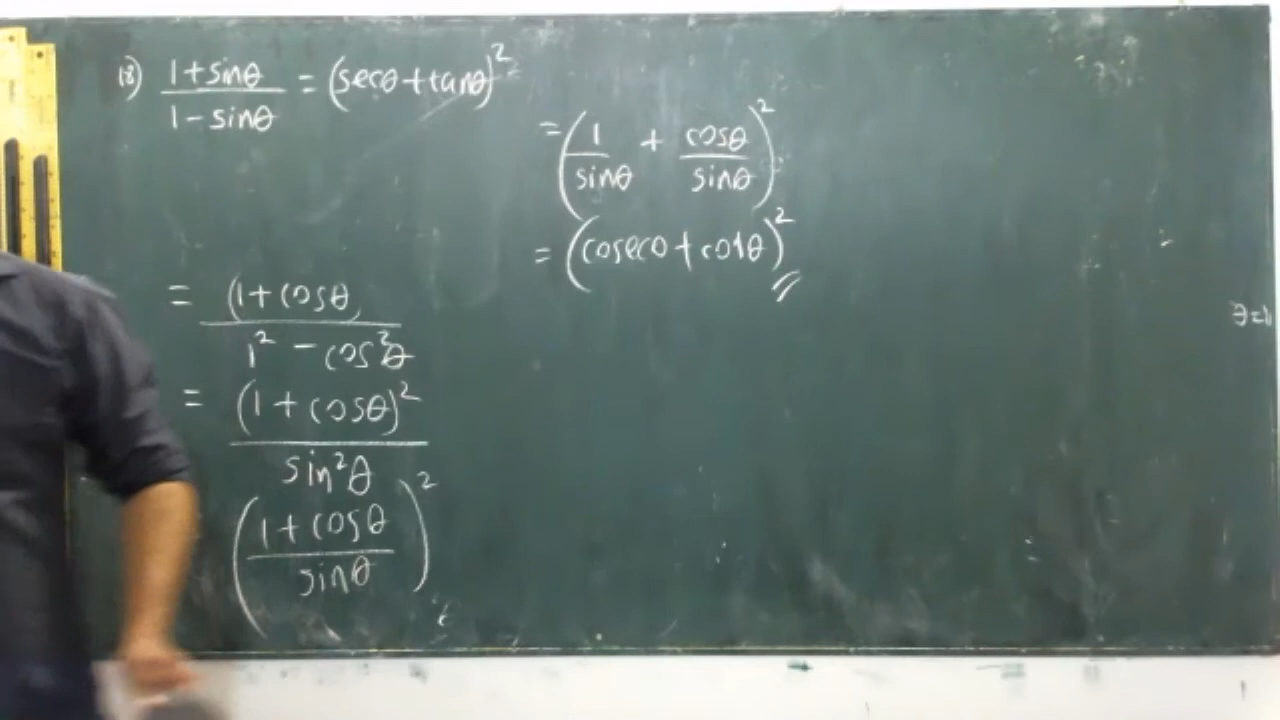 18) 1+sinθ / 1-sinθ = (secθ+tanθ)²
= (1+cosθ / 1² - cos²θ
= (1+cosθ)² / sin²θ
(1+cosθ / sinθ)²
= (1/sinθ + cosθ/sinθ)²
= (cosecθ+cotθ)²